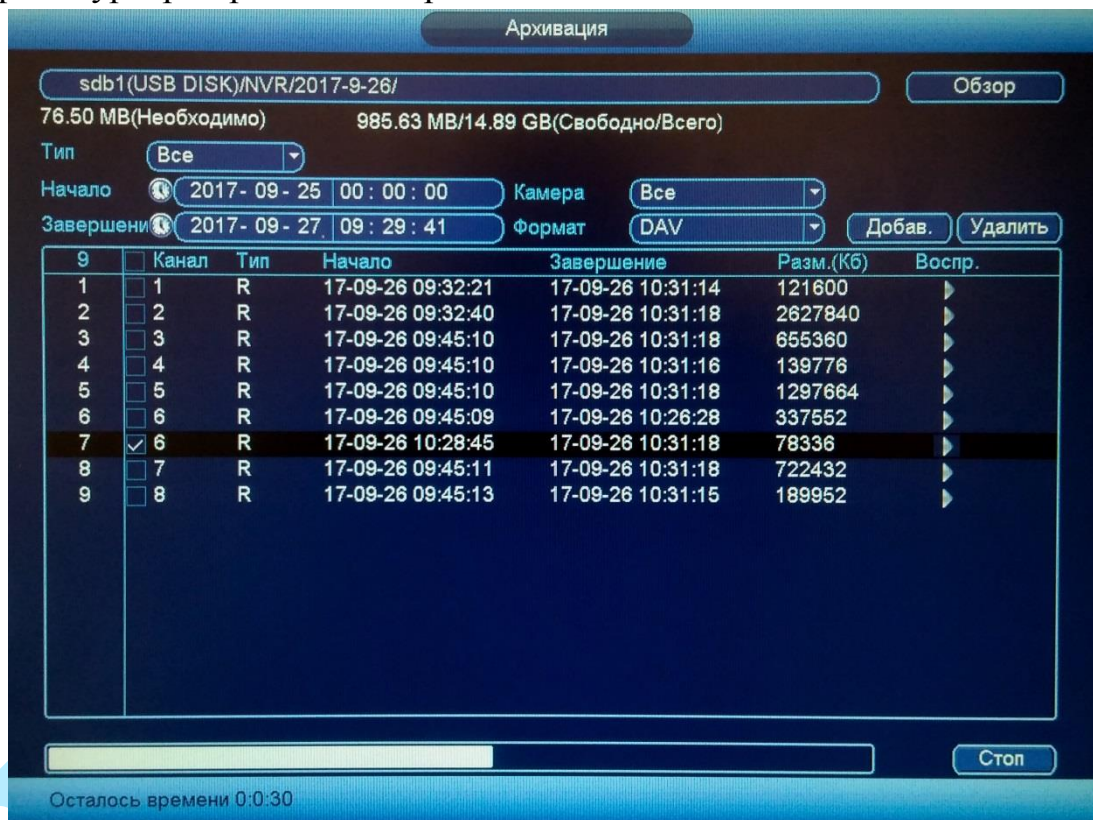 Архивация
sdb1(USB DISK)/NVR/2017-9-26/ Обзор
76.50 MB(Необходимо) 985.63 MB/14.89 GB(Свободно/Всего)
Тип Все
Начало 2017- 09- 25 00: 00: 00 Камера Все
Завершени 2017- 09- 27 09: 29: 41 Формат DAV Добав. Удалить
9 Канал Тип Начало Завершение Разм.(Кб) Воспр.
1 1 R 17-09-26 09:32:21 17-09-26 10:31:14 121600
2 2 R 17-09-26 09:32:40 17-09-26 10:31:18 2627840
3 3 R 17-09-26 09:45:10 17-09-26 10:31:18 655360
4 4 R 17-09-26 09:45:10 17-09-26 10:31:16 139776
5 5 R 17-09-26 09:45:10 17-09-26 10:31:18 1297664
6 6 R 17-09-26 09:45:09 17-09-26 10:26:28 337552
7 6 R 17-09-26 10:28:45 17-09-26 10:31:18 78336
8 7 R 17-09-26 09:45:11 17-09-26 10:31:18 722432
9 8 R 17-09-26 09:45:13 17-09-26 10:31:15 189952
Стоп
Осталось времени 0:0:30